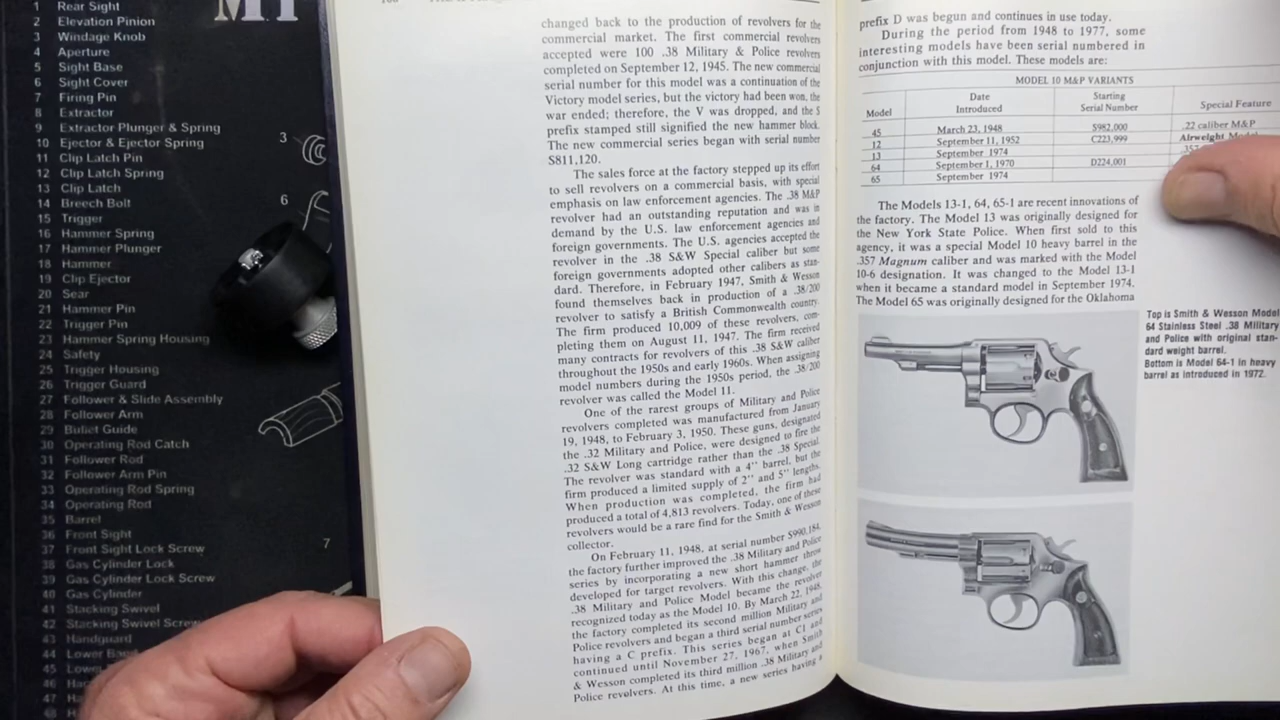 M1
1 Rear Sight
2 Elevation Pinion
3 Windage Knob
4 Aperture
5 Sight Base
6 Sight Cover
7 Firing Pin
8 Extractor
9 Extractor Plunger & Spring
10 Ejector & Ejector Spring
11 Clip Latch Pin
12 Clip Latch Spring
13 Clip Latch
14 Breech Bolt
15 Trigger
16 Hammer Spring
17 Hammer Plunger
18 Hammer
19 Clip Ejector
20 Sear
21 Hammer Pin
22 Trigger Pin
23 Hammer Spring Housing
24 Safety
25 Trigger Housing
26 Trigger Guard
27 Follower & Slide Assembly
28 Follower Arm
29 Bullet Guide
30 Operating Rod Catch
31 Follower Rod
32 Follower Arm Pin
33 Operating Rod Spring
34 Operating Rod
35 Barrel
36 Front Sight
37 Front Sight Lock Screw
38 Gas Cylinder Lock
39 Gas Cylinder Lock Screw
40 Gas Cylinder
41 Stacking Swivel
42 Stacking Swivel Screw
43 Handguard
44 Lower
45
46
47
48
3
6
7
changed back to the production of revolvers for the
commercial market. The first commercial revolvers
accepted were 100 .38 Military & Police revolvers
completed on September 12, 1945. The new commercial
serial number for this model was a continuation of the
Victory model series, but the victory had been won, the
war ended; therefore, the V was dropped, and the S
prefix stamped still signified the new hammer block.
The new commercial series began with serial number
S811,120.
The sales force at the factory stepped up its effort
to sell revolvers on a commercial basis, with special
emphasis on law enforcement agencies. The .38 M&P
revolver had an outstanding reputation and was in
demand by the U.S. law enforcement agencies and
foreign governments. The U.S. agencies accepted the
revolver in the .38 S&W Special caliber but some
foreign governments adopted other calibers as stan-
dard. Therefore, in February 1947, Smith & Wesson
found themselves back in production of a .38/200
revolver to satisfy a British Commonwealth country.
The firm produced 10,009 of these revolvers, com-
pleting them on August 11, 1947. The firm received
many contracts for revolvers of this .38 S&W caliber
throughout the 1950s and early 1960s. When assigning
model numbers during the 1950s period, the .38/200
revolver was called the Model 11.
One of the rarest groups of Military and Police
revolvers completed was manufactured from January
19, 1948, to February 3, 1950. These guns, designated
the .32 Military and Police, were designed to fire the
.32 S&W Long cartridge rather than the .38 Special.
The revolver was standard with a 4" barrel, but the
firm produced a limited supply of 2" and 5" lengths.
When production was completed, the firm had
produced a total of 4,813 revolvers. Today, one of these
revolvers would be a rare find for the Smith & Wesson
collector.
On February 11, 1948, at serial number S990,184,
the factory further improved the .38 Military and Police
series by incorporating a new short hammer throw
developed for target revolvers. With this change, the
.38 Military and Police Model became the revolver
recognized today as the Model 10. By March 22, 1948,
the factory completed its second million Military and
Police revolvers and began a third serial number series
having a C prefix. This series began at C1 and
continued until November 27, 1967, when Smith
& Wesson completed its third million .38 Military and
Police revolvers. At this time, a new series having a
prefix D was begun and continues in use today.
During the period from 1948 to 1977, some
interesting models have been serial numbered in
conjunction with this model. These models are:
MODEL 10 M&P VARIANTS
Model Date Introduced Starting Serial Number Special Feature
45 March 23, 1948 S982,000 .22 caliber M&P
12 September 11, 1952 C223,999 Airweight
13 September 1974 .357
64 September 1, 1970 D224,001
65 September 1974
The Models 13-1, 64, 65-1 are recent innovations of
the factory. The Model 13 was originally designed for
the New York State Police. When first sold to this
agency, it was a special Model 10 heavy barrel in the
.357 Magnum caliber and was marked with the Model
10-6 designation. It was changed to the Model 13-1
when it became a standard model in September 1974.
The Model 65 was originally designed for the Oklahoma
Top is Smith & Wesson Model
64 Stainless Steel .38 Military
and Police with original stan-
dard weight barrel.
Bottom is Model 64-1 in heavy
barrel as introduced in 1972.